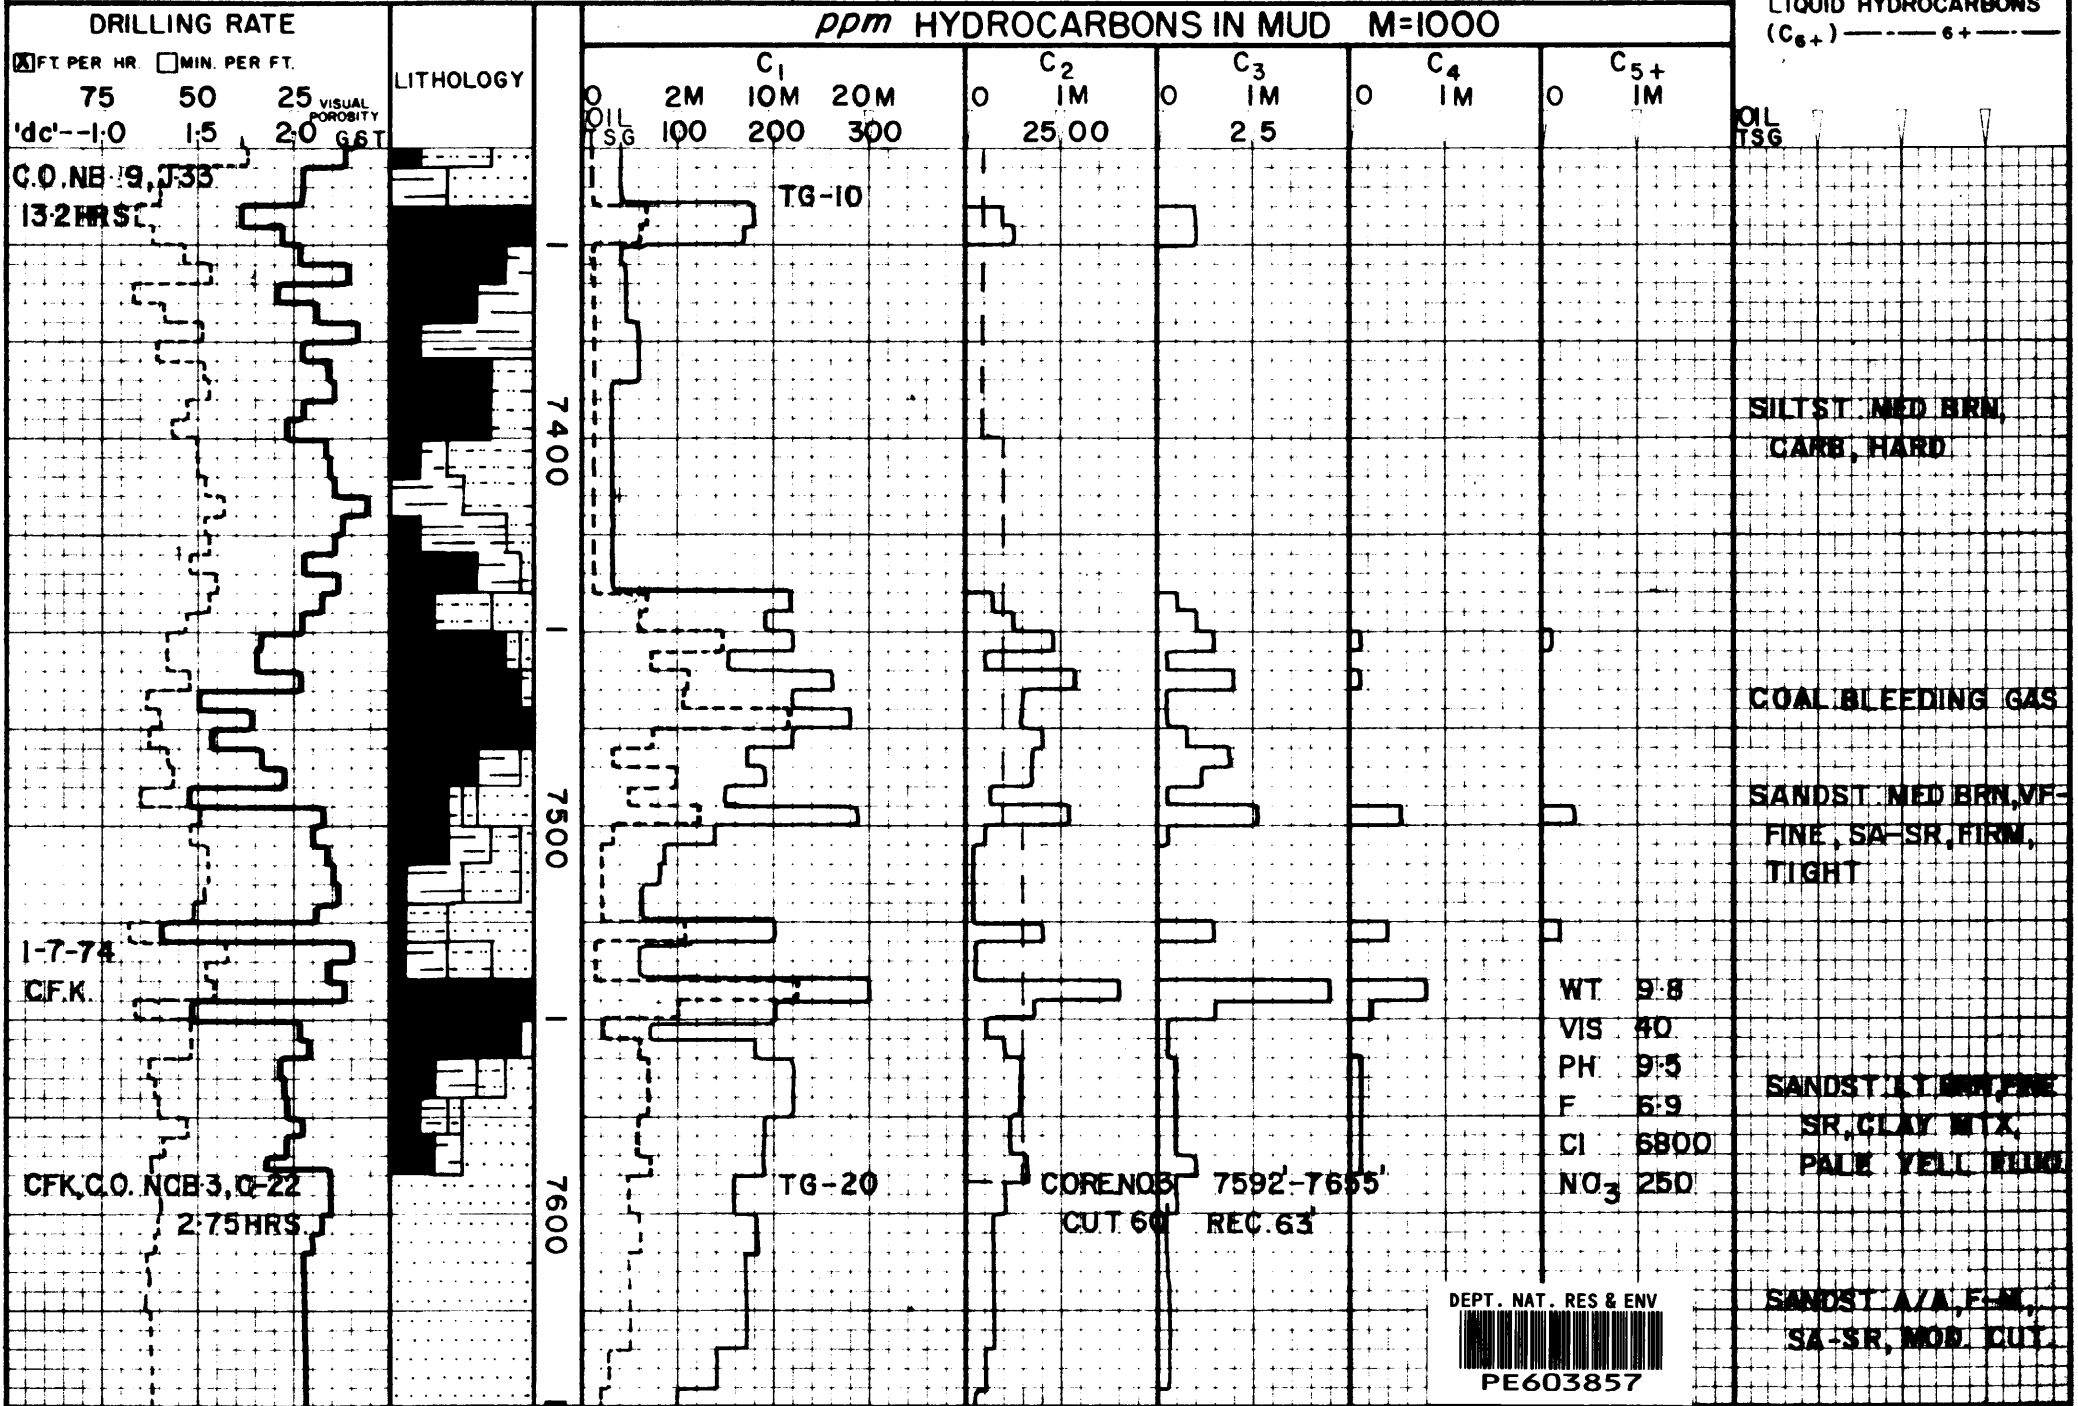 DRILLING RATE
FT. PER HR. MIN. PER FT.
75 50 25 VISUAL POROSITY
'dc'--1.0 1.5 2.0 G&T
LITHOLOGY
ppm HYDROCARBONS IN MUD M=1000
C1 C2 C3 C4 C5+
0 2M 10M 20M 0 1M 0 1M 0 1M 0 1M
OIL
TSG 100 200 300 25.00 2.5
LIQUID HYDROCARBONS
(C6+) 6+
OIL
TSG
C.O. NB-19, J-33
13.2 HRS
TG-10
1
7400
SILTST. MED BRN,
CARB, HARD
1
COAL BLEEDING GAS
7500
SANDST MED BRN, VF-
FINE, SA-SR, FIRM,
TIGHT
1-7-74
C.F.K.
WT 9.8
VIS 40
PH 9.5
F 6.9
Cl 6800
NO3 250
1
SANDST LT BRN, FINE
SR, CLAY MTX,
PALE YELL FLUO
CFK, C.O. NCB-3, C-22
2.75 HRS.
TG-20
CORE NO3 7592'-7655'
CUT 60 REC. 63'
7600
SANDST A/A, F-M,
SA-SR, MOD. CUT.
DEPT. NAT. RES & ENV
PE603857